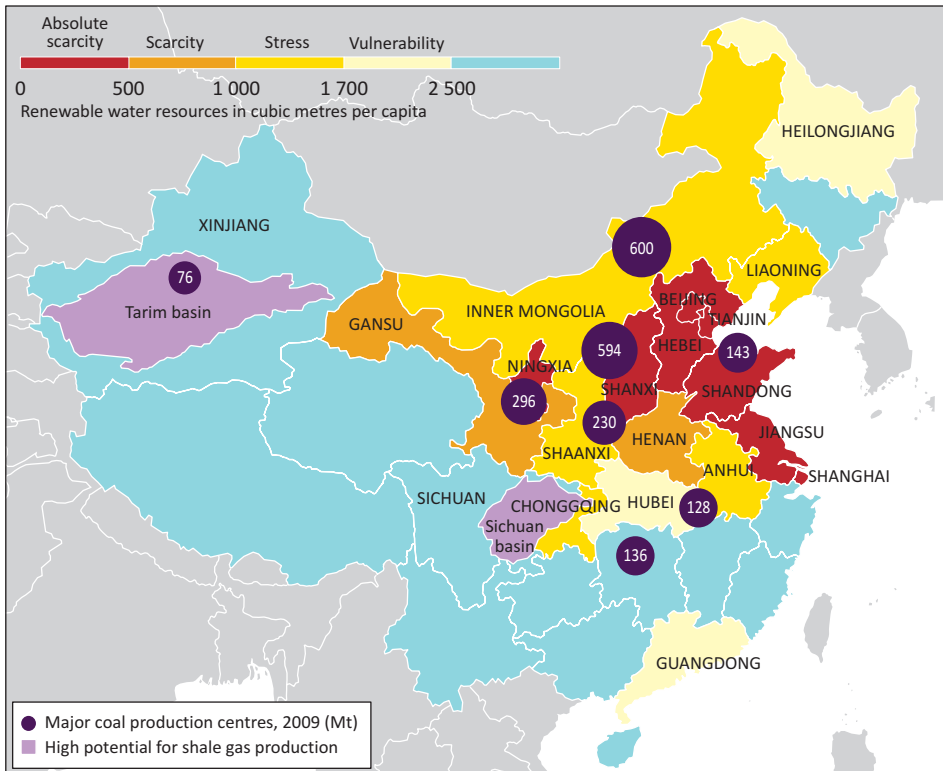 Absolute
scarcity
Scarcity
Stress
Vulnerability
0
500
1 000
1 700
2 500
Renewable water resources in cubic metres per capita
HEILONGJIANG
XINJIANG
600
LIAONING
76
BEIJING
Tarim basin
INNER MONGOLIA
TIANJIN
GANSU
594
HEBEI
143
NINGXIA
SHANXI
SHANDONG
296
230
HENAN
JIANGSU
SHAANXI
ANHUI
SHANGHAI
SICHUAN
CHONGGQING
HUBEI
128
Sichuan
basin
136
GUANGDONG
Major coal production centres, 2009 (Mt)
High potential for shale gas production